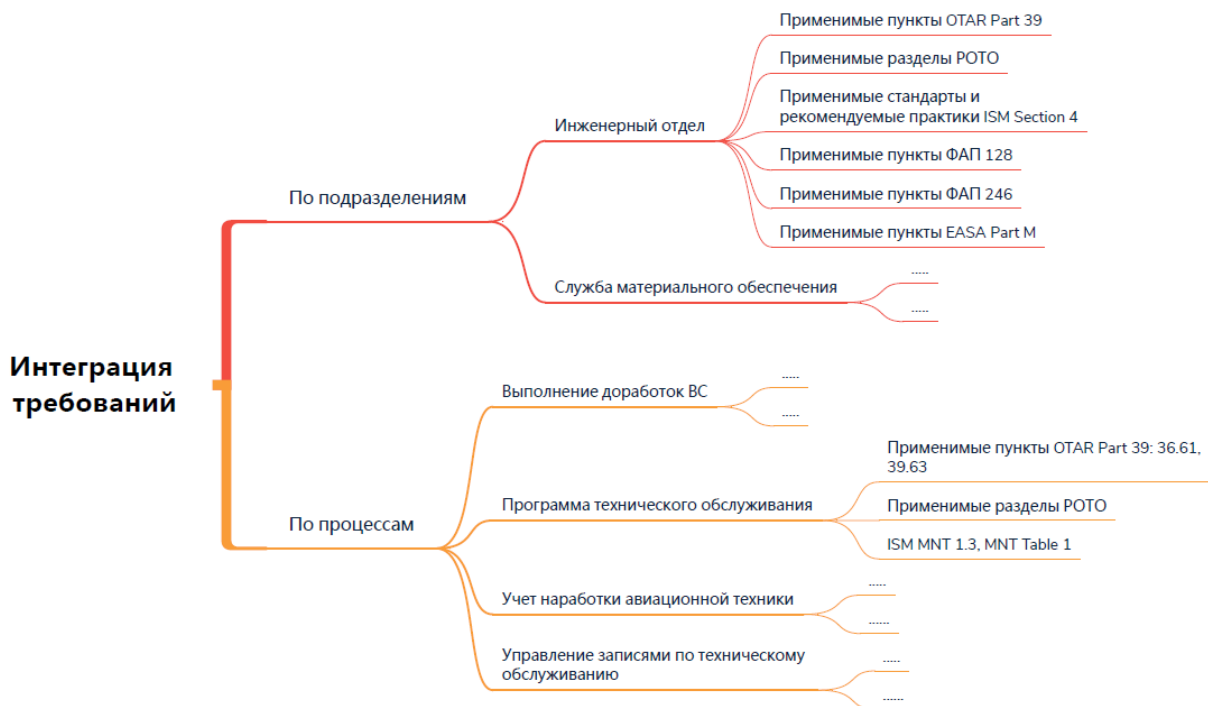 Интеграция
требований
По подразделениям
Инженерный отдел
Применимые пункты OTAR Part 39
Применимые разделы РОТО
Применимые стандарты и
рекомендуемые практики ISM Section 4
Применимые пункты ФАП 128
Применимые пункты ФАП 246
Применимые пункты EASA Part M
Служба материального обеспечения
.....
.....
По процессам
Выполнение доработок ВС
.....
.....
Программа технического обслуживания
Применимые пункты OTAR Part 39: 36.61,
39.63
Применимые разделы РОТО
ISM MNT 1.3, MNT Table 1
Учет наработки авиационной техники
.....
......
Управление записями по техническому
обслуживанию
.....
......